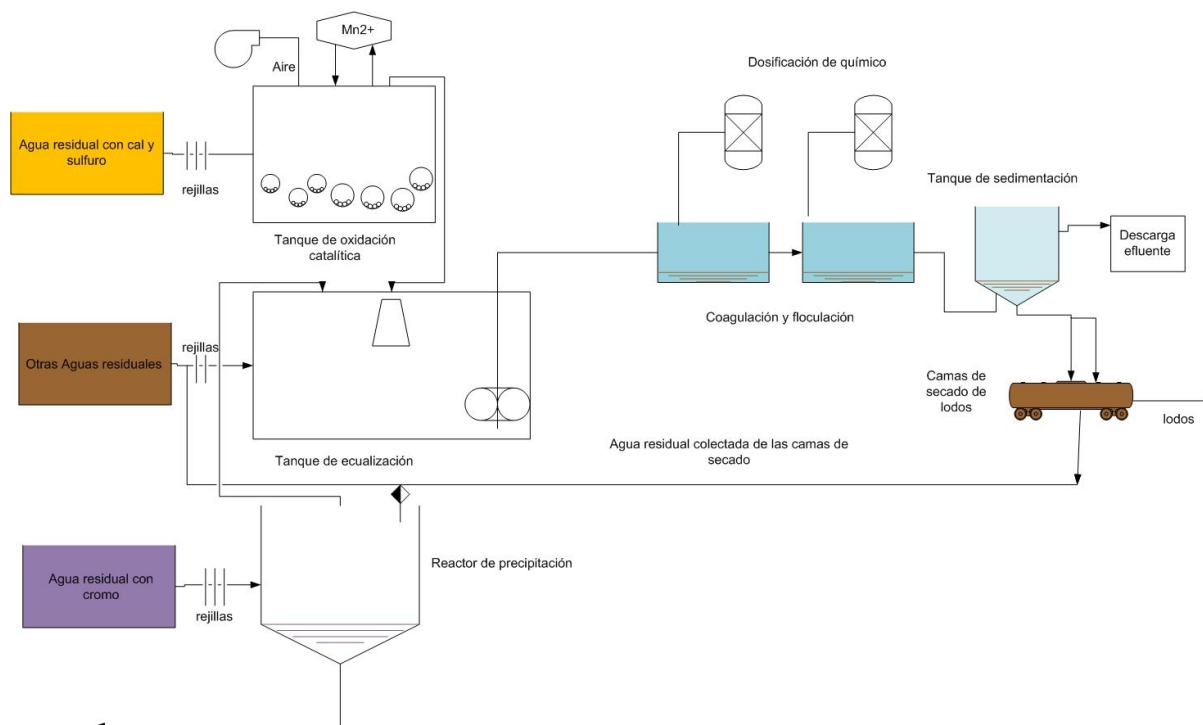 Mn2+
Aire
Dosificación de químico
Agua residual con cal y
sulfuro
rejillas
Tanque de sedimentación
Descarga
efluente
Tanque de oxidación
catalítica
Coagulación y floculación
rejillas
Otras Aguas residuales
Camas de
secado de
lodos
lodos
Agua residual colectada de las camas de
secado
Tanque de ecualización
Reactor de precipitación
Agua residual con
cromo
rejillas